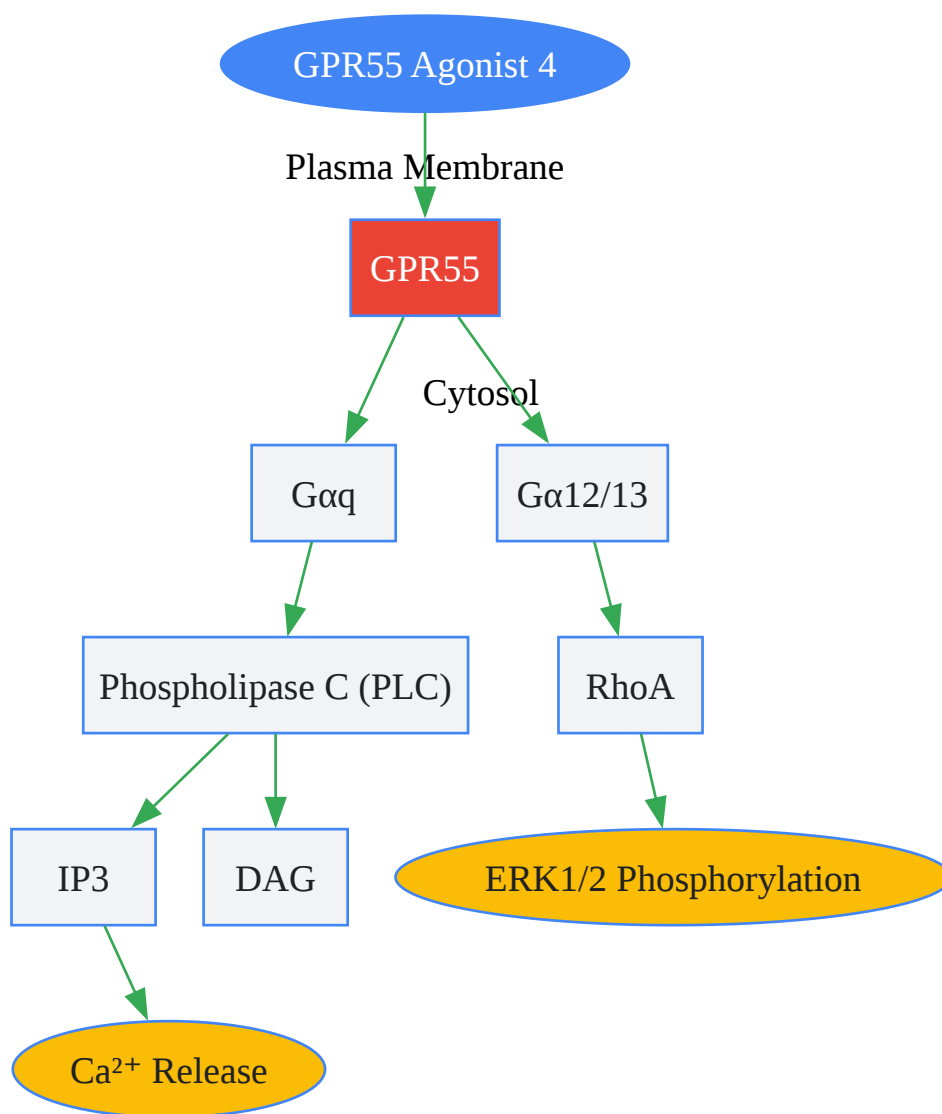 GPR55 Agonist 4
Plasma Membrane
GPR55
Cytosol
Gαq
Gα12/13
Phospholipase C (PLC)
RhoA
IP3
DAG
ERK1/2 Phosphorylation
Ca²⁺ Release